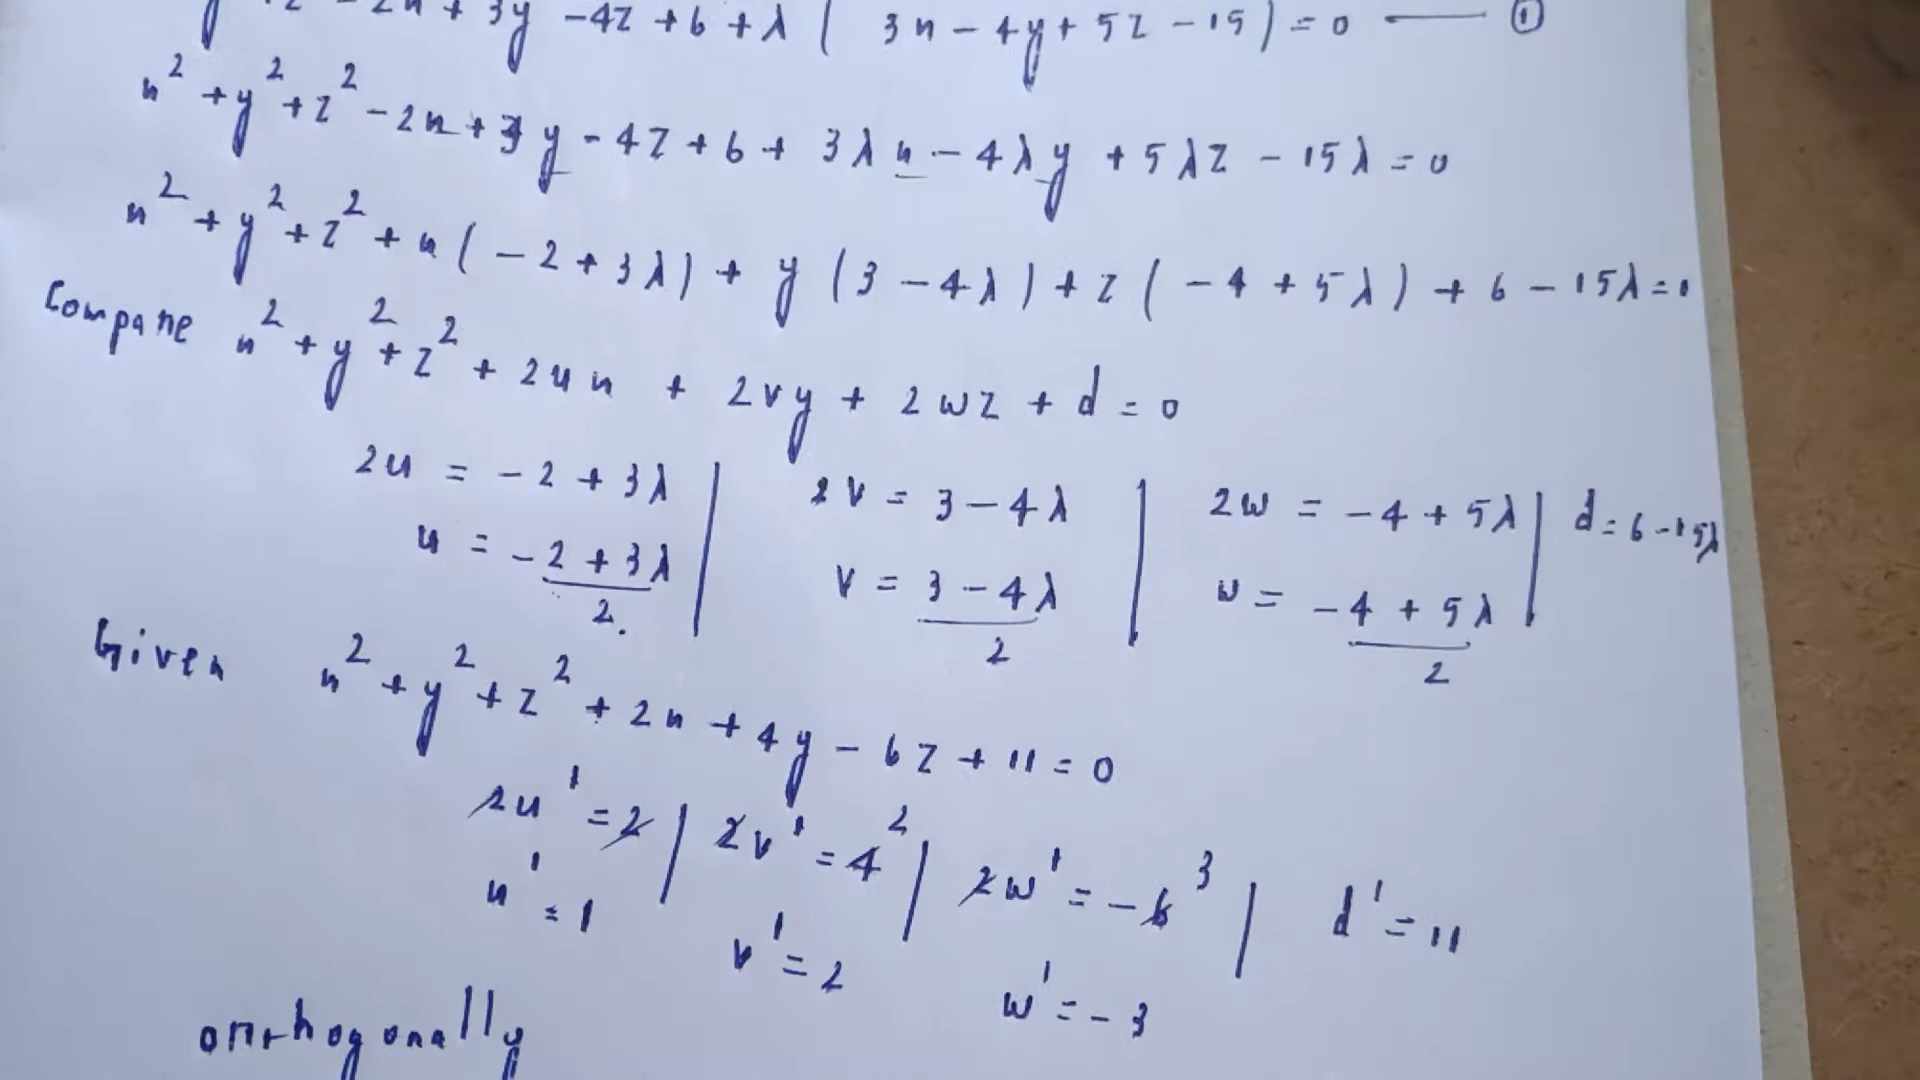 y z - 2x + 3y - 4z + 6 + λ ( 3x - 4y + 5z - 15 ) = 0 —— ①
x² + y² + z² - 2x + 3y - 4z + 6 + 3λx - 4λy + 5λz - 15λ = 0
x² + y² + z² + x ( - 2 + 3λ ) + y ( 3 - 4λ ) + z ( - 4 + 5λ ) + 6 - 15λ = 0
Compare x² + y² + z² + 2ux + 2vy + 2wz + d = 0
2u = - 2 + 3λ | 2v = 3 - 4λ | 2w = - 4 + 5λ | d = 6 - 15λ
u = (- 2 + 3λ)/2. | v = (3 - 4λ)/2 | w = (- 4 + 5λ)/2
Given x² + y² + z² + 2x + 4y - 6z + 11 = 0
2u' = 2 | 2v' = 4 2 | 2w' = - 6 3 | d' = 11
u' = 1 v' = 2 w' = - 3
orthogonally